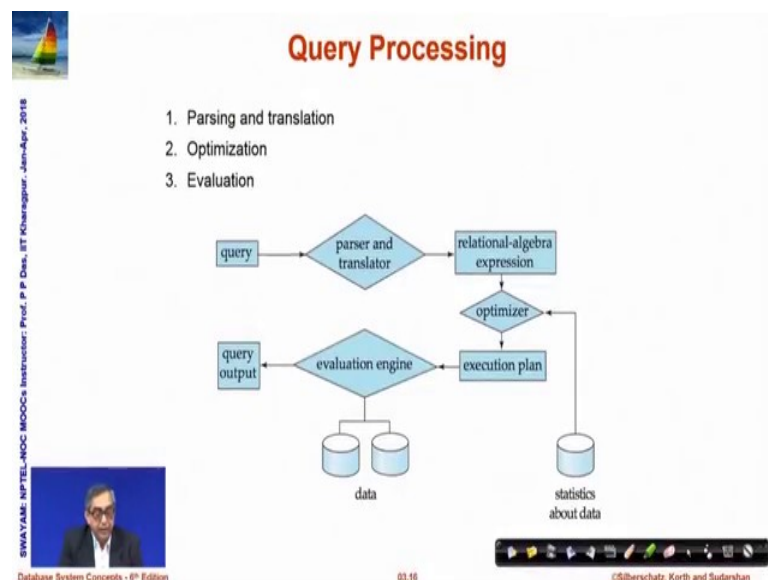 Query Processing
SWAYAM: NPTEL-NOC MOOCs Instructor: Prof. P P Das, IIT Kharagpur. Jan-Apr, 2018
1. Parsing and translation
2. Optimization
3. Evaluation
query
parser and
translator
relational-algebra
expression
optimizer
query
output
evaluation engine
execution plan
data
statistics
about data
Database System Concepts - 6th Edition
03.16
©Silberschatz, Korth and Sudarshan